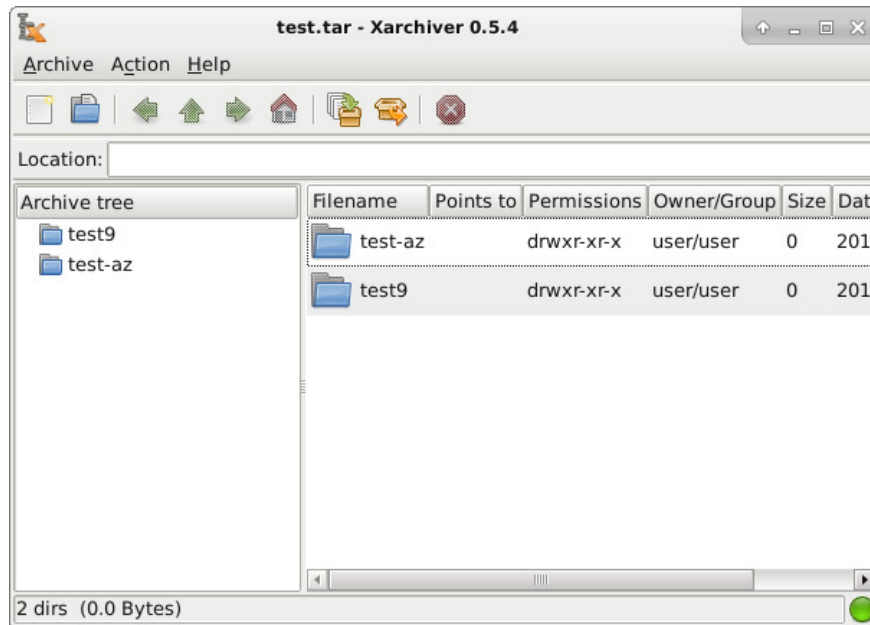 test.tar - Xarchiver 0.5.4
Archive Action Help
Location:
Archive tree
test9
test-az
Filename Points to Permissions Owner/Group Size Dat
test-az drwxr-xr-x user/user 0 201
test9 drwxr-xr-x user/user 0 201
2 dirs (0.0 Bytes)